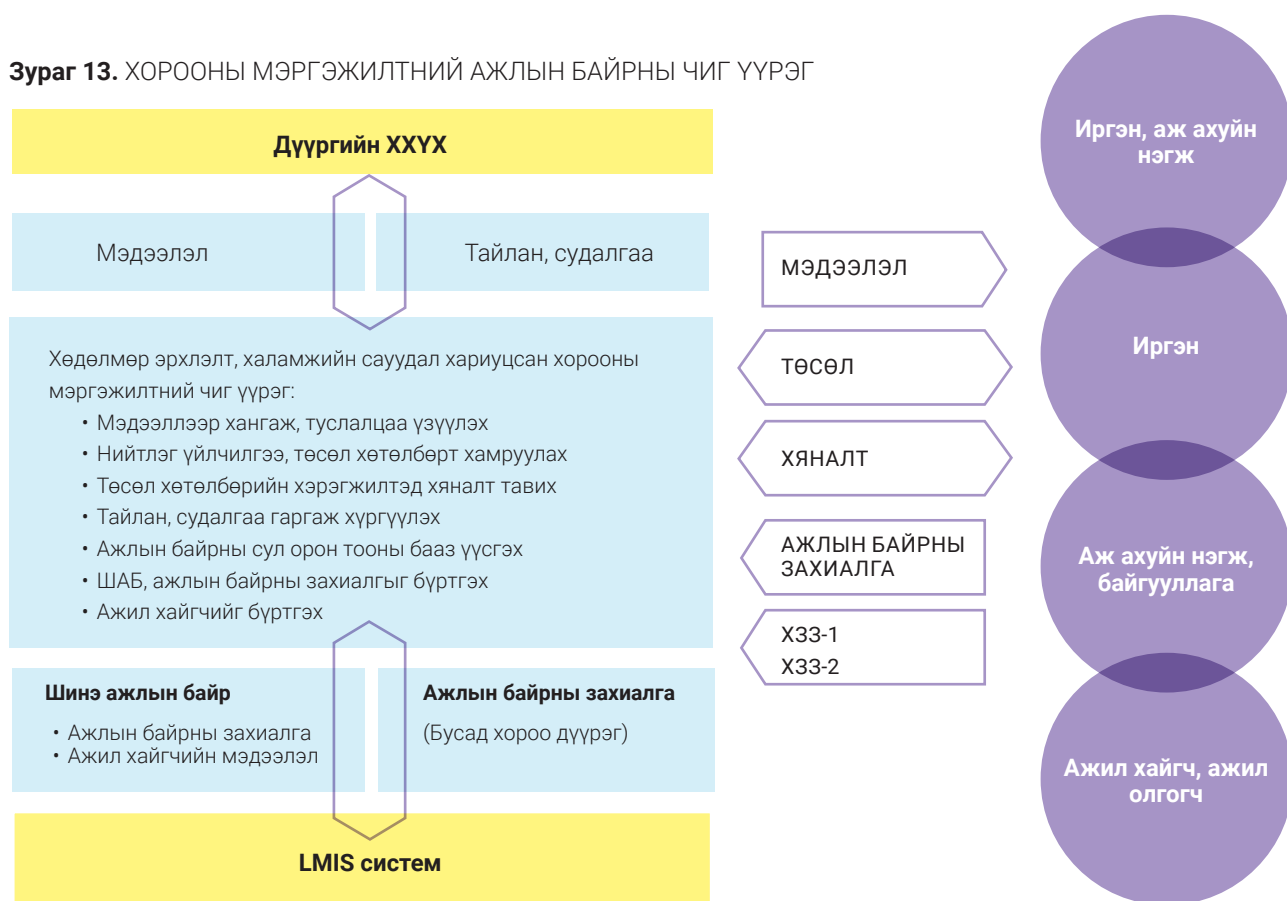 Зураг 13. ХОРООНЫ МЭРГЭЖИЛТНИЙ АЖЛЫН БАЙРНЫ ЧИГ ҮҮРЭГ
Дүүргийн ХХҮХ
Мэдээлэл
Тайлан, судалгаа
Хөдөлмөр эрхлэлт, халамжийн сауудал хариуцсан хорооны
мэргэжилтний чиг үүрэг:
• Мэдээллээр хангаж, туслалцаа үзүүлэх
• Нийтлэг үйлчилгээ, төсөл хөтөлбөрт хамруулах
• Төсөл хөтөлбөрийн хэрэгжилтэд хяналт тавих
• Тайлан, судалгаа гаргаж хүргүүлэх
• Ажлын байрны сул орон тооны бааз үүсгэх
• ШАБ, ажлын байрны захиалгыг бүртгэх
• Ажил хайгчийг бүртгэх
Шинэ ажлын байр
• Ажлын байрны захиалга
• Ажил хайгчийн мэдээлэл
Ажлын байрны захиалга
(Бусад хороо дүүрэг)
LMIS систем
МЭДЭЭЛЭЛ
ТӨСӨЛ
ХЯНАЛТ
АЖЛЫН БАЙРНЫ
ЗАХИАЛГА
ХЗЗ-1
ХЗЗ-2
Иргэн, аж ахуйн
нэгж
Иргэн
Аж ахуйн нэгж,
байгууллага
Ажил хайгч, ажил
олгогч